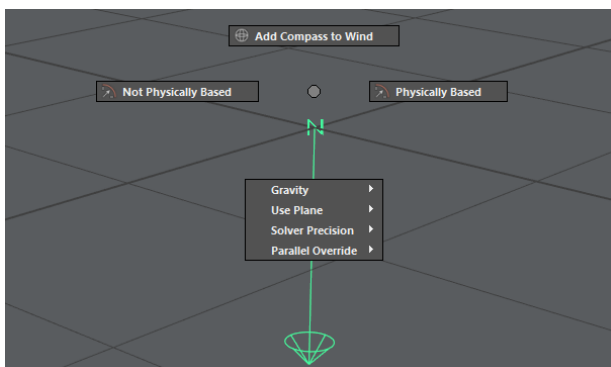 Add Compass to Wind
Not Physically Based
Physically Based
N
Gravity
Use Plane
Solver Precision
Parallel Override